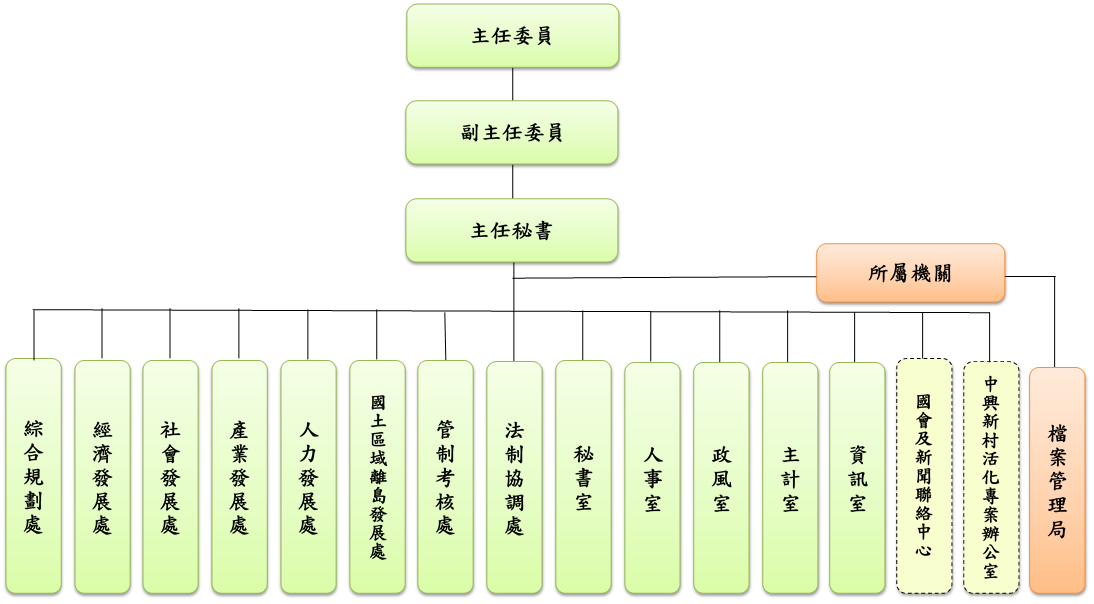 主任委員
副主任委員
主任秘書
所屬機關
綜合規劃處
經濟發展處
社會發展處
產業發展處
人力發展處
國土區域離島發展處
管制考核處
法制協調處
秘書室
人事室
政風室
主計室
資訊室
國會及新聞聯絡中心
中興新村活化專案辦公室
檔案管理局